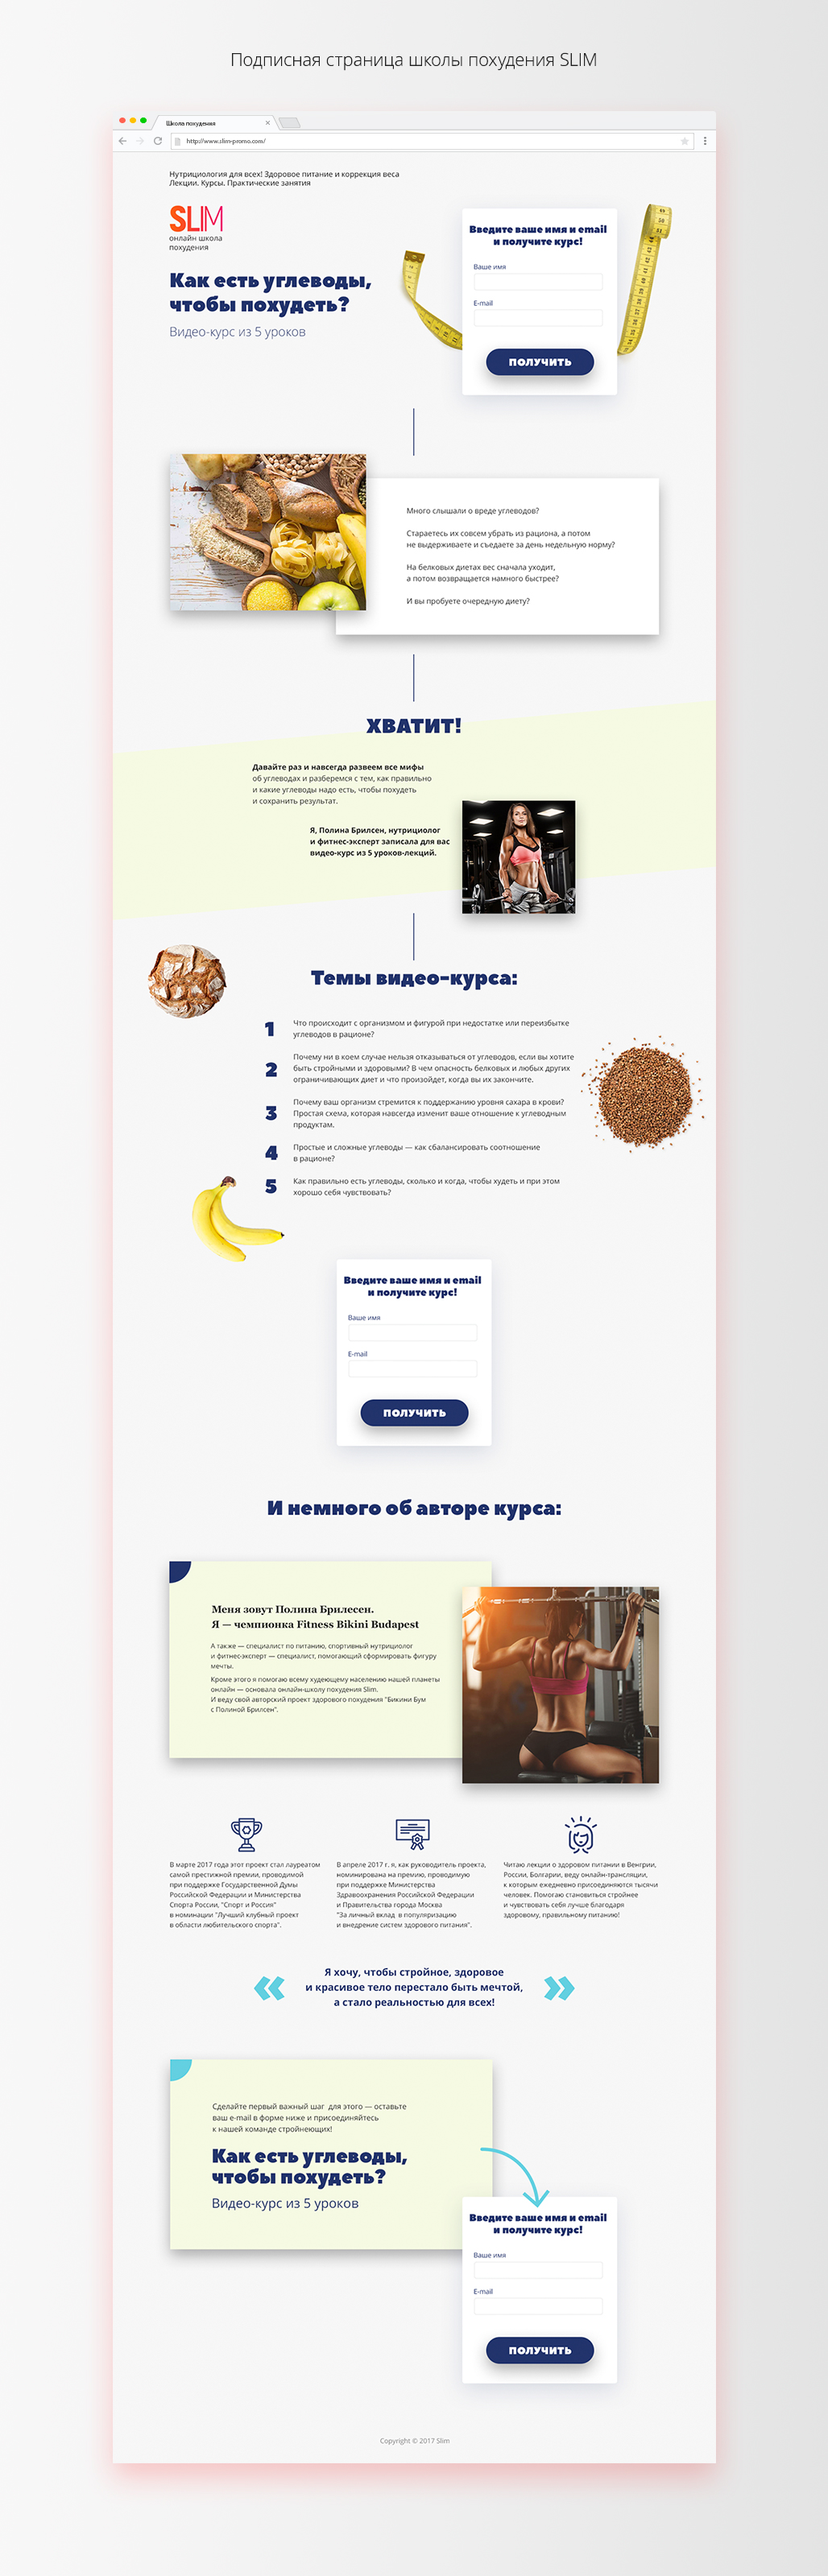 Подписная страница школы похудения SLIM
Школа похудения
http://www.slim-promo.com/
Нутрициология для всех! Здоровое питание и коррекция веса
Лекции. Курсы. Практические занятия
SLIM
онлайн школа
похудения
Как есть углеводы,
чтобы похудеть?
Видео-курс из 5 уроков
Введите ваше имя и email
и получите курс!
Ваше имя
E-mail
ПОЛУЧИТЬ
Много слышали о вреде углеводов?
Стараетесь их совсем убрать из рациона, а потом
не выдерживаете и съедаете за день недельную норму?
На белковых диетах вес сначала уходит,
а потом возвращается намного быстрее?
И вы пробуете очередную диету?
ХВАТИТ!
Давайте раз и навсегда развеем все мифы
об углеводах и разберемся с тем, как правильно
и какие углеводы надо есть, чтобы похудеть
и сохранить результат.
Я, Полина Брилсен, нутрициолог
и фитнес-эксперт записала для вас
видео-курс из 5 уроков-лекций.
Темы видео-курса:
1 Что происходит с организмом и фигурой при недостатке или переизбытке
углеводов в рационе?
2 Почему ни в коем случае нельзя отказываться от углеводов, если вы хотите
быть стройными и здоровыми? В чем опасность белковых и любых других
ограничивающих диет и что произойдет, когда вы их закончите.
3 Почему ваш организм стремится к поддержанию уровня сахара в крови?
Простая схема, которая навсегда изменит ваше отношение к углеводным
продуктам.
4 Простые и сложные углеводы — как сбалансировать соотношение
в рационе?
5 Как правильно есть углеводы, сколько и когда, чтобы худеть и при этом
хорошо себя чувствовать?
Введите ваше имя и email
и получите курс!
Ваше имя
E-mail
ПОЛУЧИТЬ
И немного об авторе курса:
Меня зовут Полина Брилесен.
Я — чемпионка Fitness Bikini Budapest
А также — специалист по питанию, спортивный нутрициолог
и фитнес-эксперт — специалист, помогающий сформировать фигуру
мечты.
Кроме этого я помогаю всему худеющему населению нашей планеты
онлайн — основала онлайн-школу похудения Slim.
И веду свой авторский проект здорового похудения "Бикини Бум
с Полиной Брилсен".
В марте 2017 года этот проект стал лауреатом
самой престижной премии, проводимой
при поддержке Государственной Думы
Российской Федерации и Министерства
Спорта России, "Спорт и Россия"
в номинации "Лучший клубный проект
в области любительского спорта".
В апреле 2017 г. я, как руководитель проекта,
номинирована на премию, проводимую
при поддержке Министерства
Здравоохранения Российской Федерации
и Правительства города Москва
"За личный вклад в популяризацию
и внедрение систем здорового питания".
Читаю лекции о здоровом питании в Венгрии,
России, Болгарии, веду онлайн-трансляции,
к которым ежедневно присоединяются тысячи
человек. Помогаю становиться стройнее
и чувствовать себя лучше благодаря
здоровому, правильному питанию!
« Я хочу, чтобы стройное, здоровое
и красивое тело перестало быть мечтой,
а стало реальностью для всех! »
Сделайте первый важный шаг для этого — оставьте
ваш e-mail в форме ниже и присоединяйтесь
к нашей команде стройнеющих!
Как есть углеводы,
чтобы похудеть?
Видео-курс из 5 уроков
Введите ваше имя и email
и получите курс!
Ваше имя
E-mail
ПОЛУЧИТЬ
Copyright © 2017 Slim